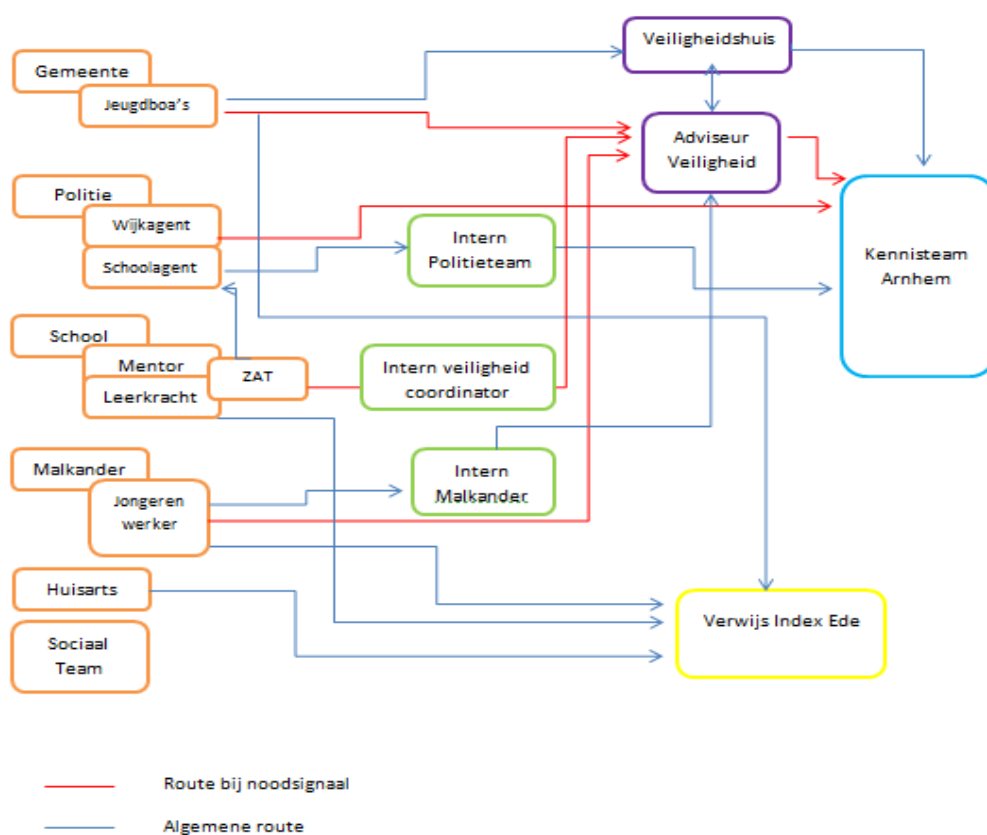 Veiligheidshuis
Gemeente
Jeugdboa's
Adviseur
Veiligheid
Politie
Wijkagent
Schoolagent
Intern
Politieteam
Kennisteam
Arnhem
School
Mentor
Leerkracht
ZAT
Intern veiligheid
coordinator
Malkander
Jongeren
werker
Intern
Malkander
Huisarts
Sociaal
Team
Verwijs Index Ede
Route bij noodsignaal
Algemene route